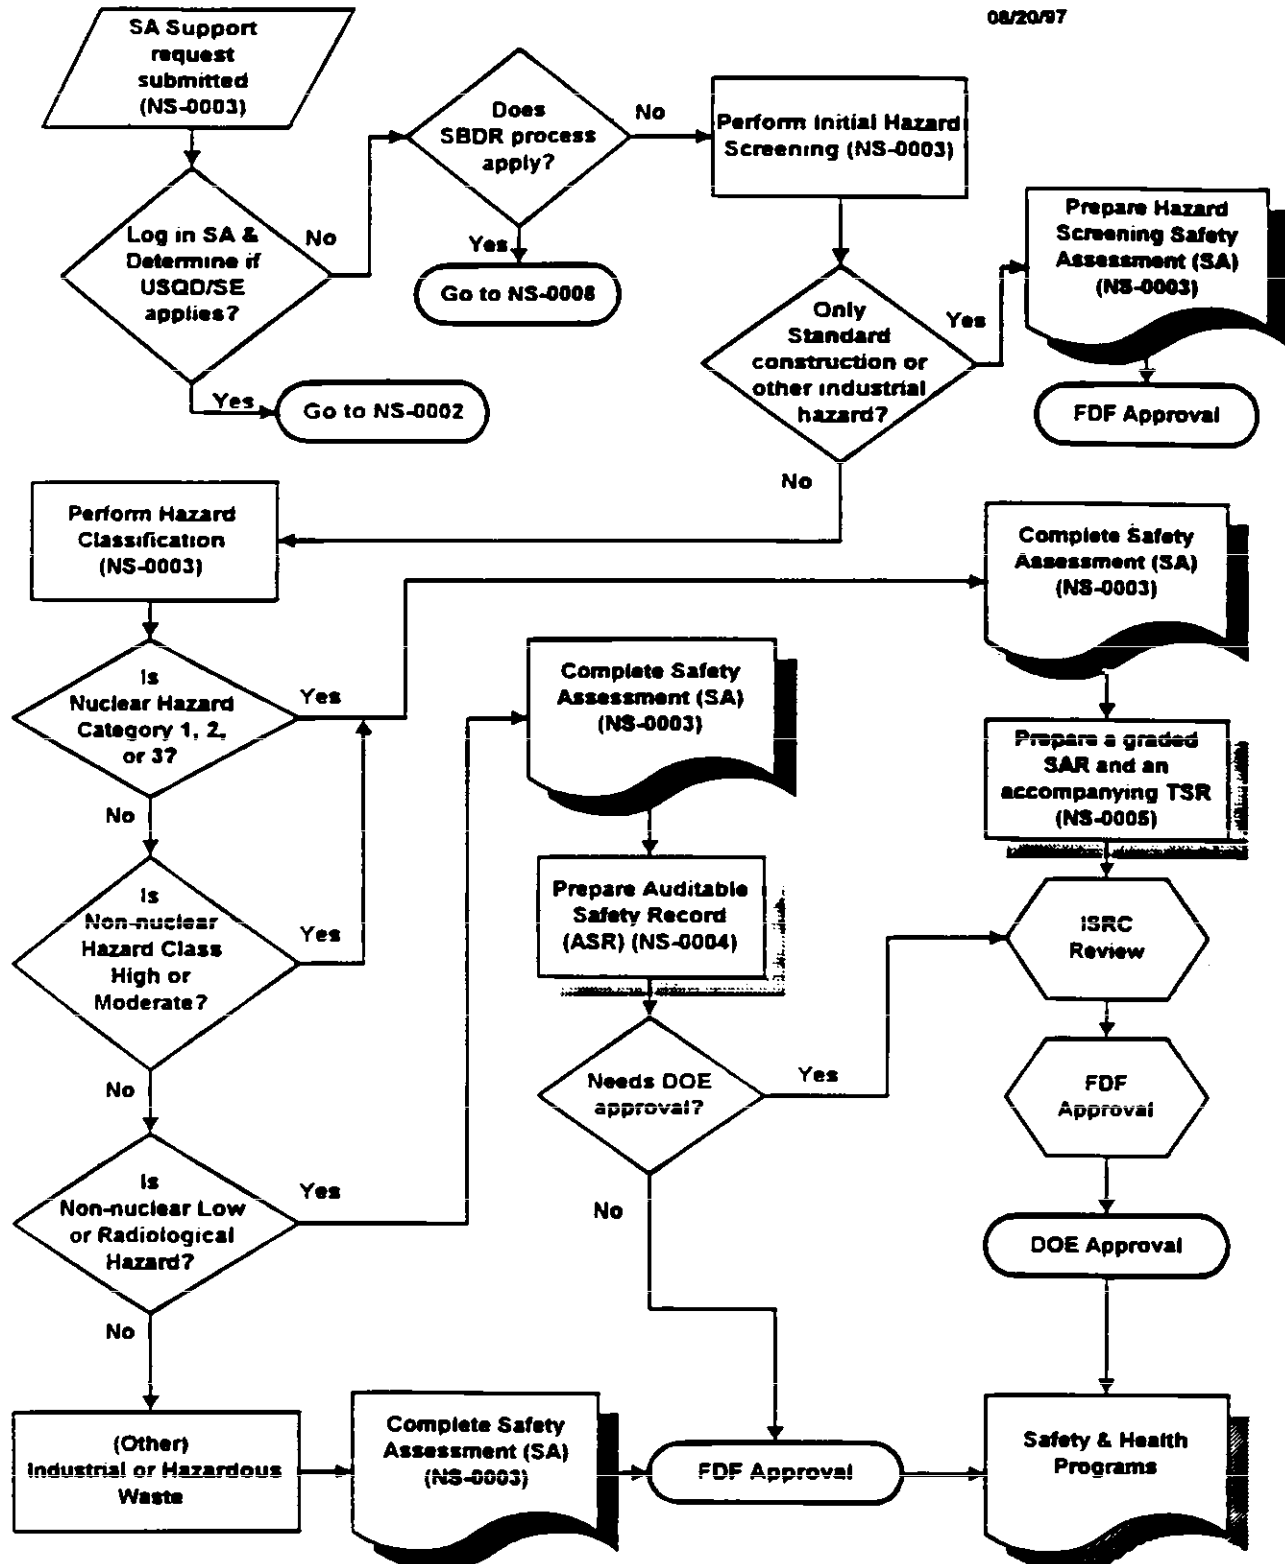 08/20/97
SA Support
request
submitted
(NS-0003)
Does
SBDR process
apply?
No
Perform Initial Hazard
Screening (NS-0003)
Log in SA &
Determine if
USQD/SE
applies?
No
Yes
Go to NS-0008
Yes
Go to NS-0002
Only
Standard
construction or
other industrial
hazard?
Yes
Prepare Hazard
Screening Safety
Assessment (SA)
(NS-0003)
FDF Approval
No
Perform Hazard
Classification
(NS-0003)
Is
Nuclear Hazard
Category 1, 2,
or 3?
Yes
No
Complete Safety
Assessment (SA)
(NS-0003)
Prepare a graded
SAR and an
accompanying TSR
(NS-0005)
Is
Non-nuclear
Hazard Class
High or
Moderate?
Yes
No
Complete Safety
Assessment (SA)
(NS-0003)
Prepare Auditable
Safety Record
(ASR) (NS-0004)
Needs DOE
approval?
Yes
No
ISRC
Review
FDF
Approval
DOE Approval
Is
Non-nuclear Low
or Radiological
Hazard?
Yes
No
(Other)
Industrial or Hazardous
Waste
Complete Safety
Assessment (SA)
(NS-0003)
FDF Approval
Safety & Health
Programs